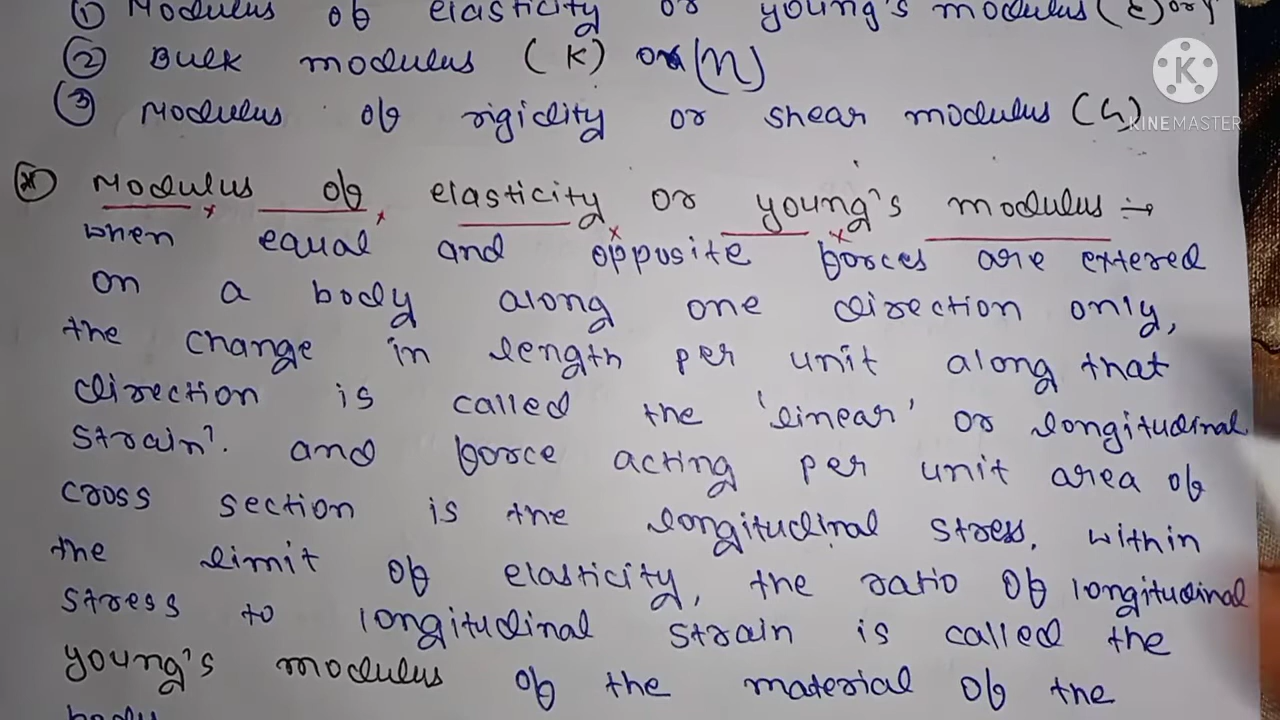 ① Modulus of elasticity or young's modulus (E) or Y
② Bulk modulus (K) or (η)
③ Modulus of rigidity or shear modulus (G)
K
KINEMASTER
Modulus of elasticity or young's modulus :→
when equal and opposite forces are extered
on a body along one direction only,
the change in length per unit along that
direction is called the 'linear' or longitudinal
strain'. and force acting per unit area of
cross section is the longitudinal stress. within
the limit of elasticity, the ratio of longitudinal
stress to longitudinal strain is called the
young's modulus of the material of the
body